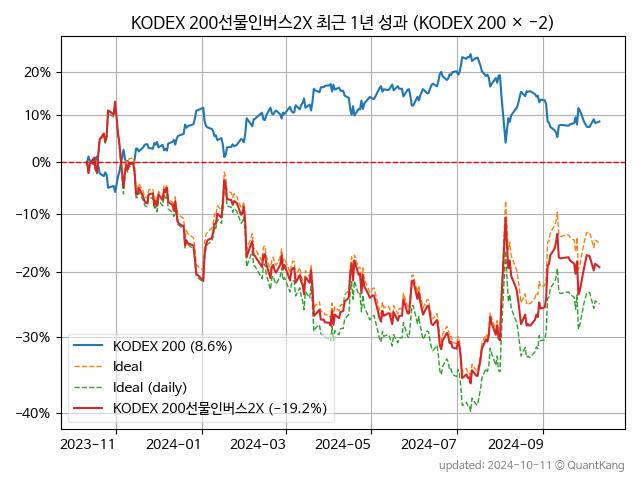 KODEX 200선물인버스2X 최근 1년 성과 (KODEX 200 × −2)
20%
10%
0%
−10%
−20%
−30%
−40%
KODEX 200 (8.6%)
Ideal
Ideal (daily)
KODEX 200선물인버스2X (−19.2%)
2023-11 2024-01 2024-03 2024-05 2024-07 2024-09
updated: 2024-10-11 © QuantKang